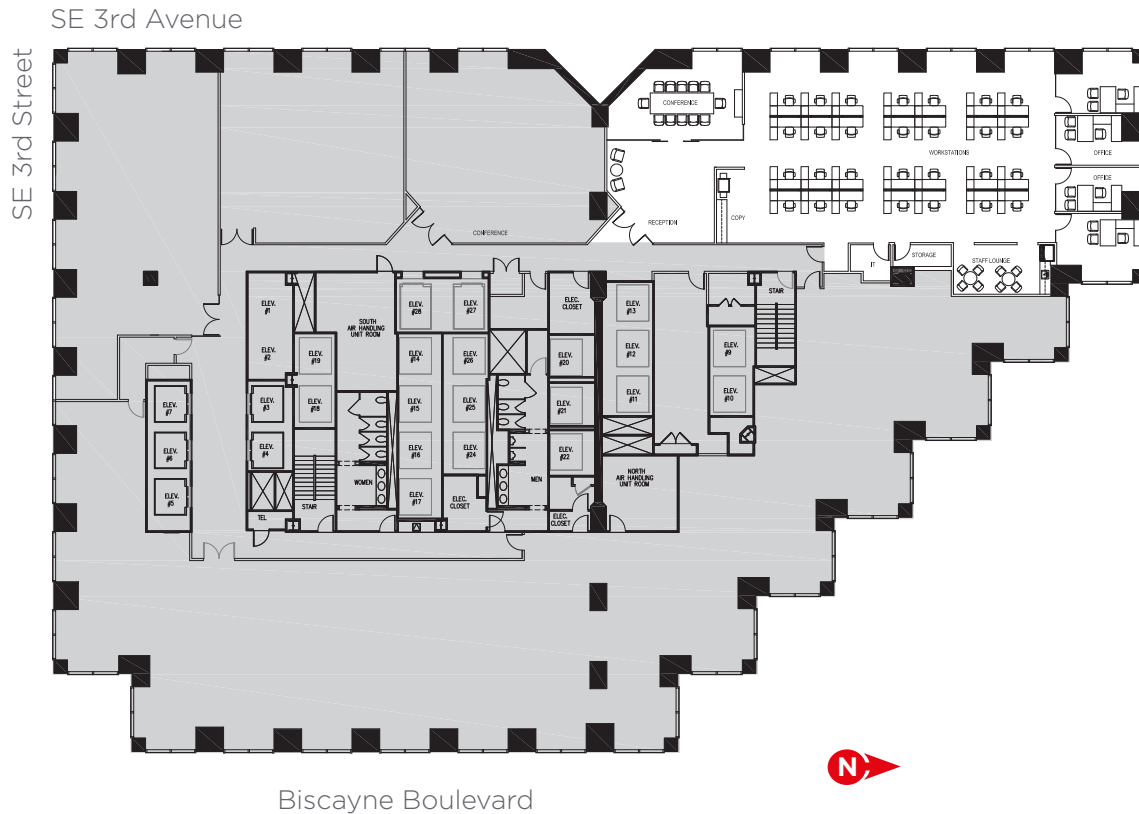 SE 3rd Avenue
SE 3rd Street
CONFERENCE
WORKSTATIONS
OFFICE
OFFICE
COPY
RECEPTION
CONFERENCE
IT
STORAGE
STAFF LOUNGE
ELEV.
#1
SOUTH
AIR HANDLING
UNIT ROOM
ELEV.
#28
ELEV.
#27
ELEC.
CLOSET
ELEV.
#13
STAIR
ELEV.
#2
ELEV.
#19
ELEV.
#14
ELEV.
#26
ELEV.
#20
ELEV.
#12
ELEV.
#9
ELEV.
#7
ELEV.
#3
ELEV.
#18
ELEV.
#15
ELEV.
#25
ELEV.
#21
ELEV.
#11
ELEV.
#10
ELEV.
#6
ELEV.
#4
ELEV.
#16
ELEV.
#24
ELEV.
#22
NORTH
AIR HANDLING
UNIT ROOM
ELEV.
#5
STAIR
WOMEN
ELEV.
#17
ELEC.
CLOSET
MEN
ELEC.
CLOSET
TEL
N
Biscayne Boulevard